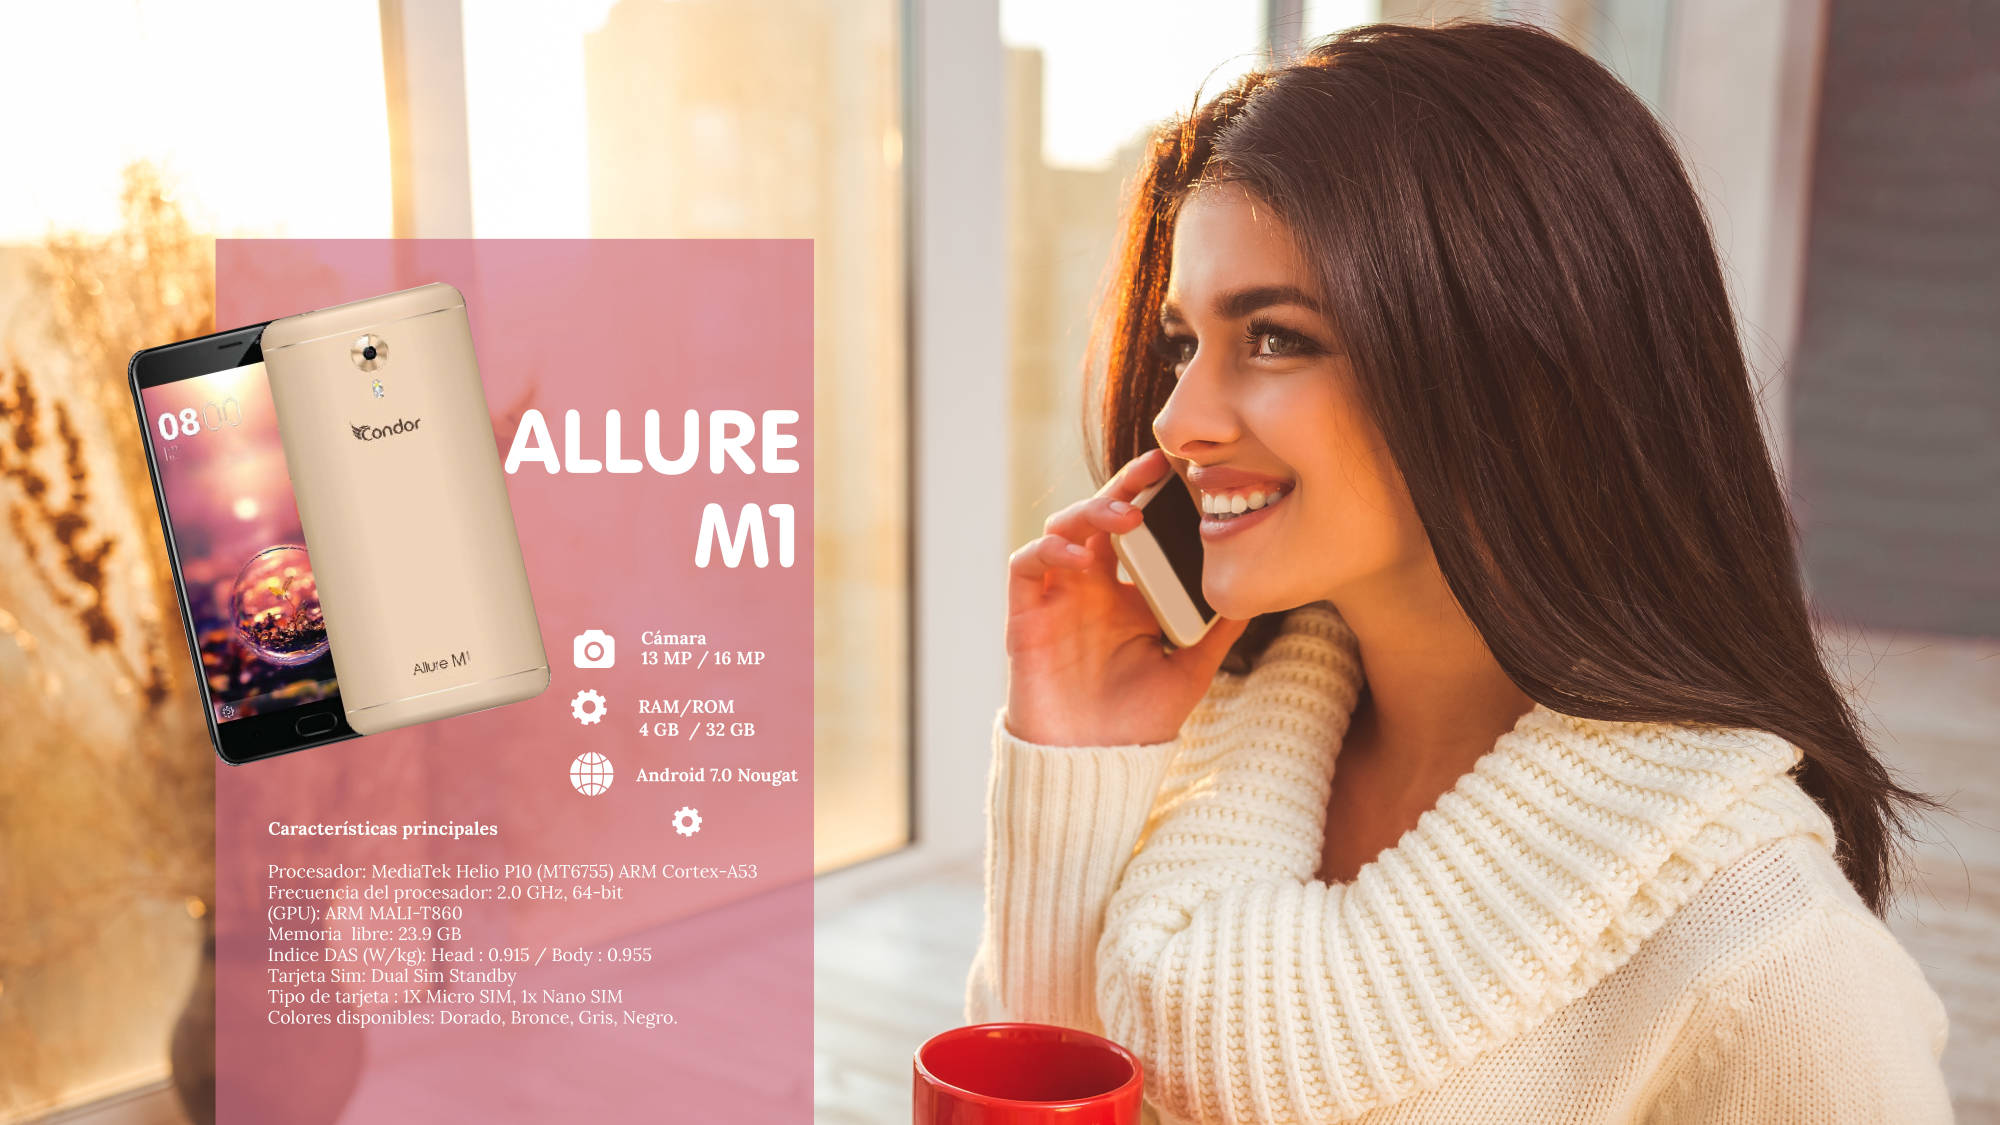 08:00
Condor
Allure M1
ALLURE
M1
Cámara
13 MP / 16 MP
RAM/ROM
4 GB / 32 GB
Android 7.0 Nougat
Características principales
Procesador: MediaTek Helio P10 (MT6755) ARM Cortex-A53
Frecuencia del procesador: 2.0 GHz, 64-bit
(GPU): ARM MALI-T860
Memoria libre: 23.9 GB
Indice DAS (W/kg): Head : 0.915 / Body : 0.955
Tarjeta Sim: Dual Sim Standby
Tipo de tarjeta : 1X Micro SIM, 1x Nano SIM
Colores disponibles: Dorado, Bronce, Gris, Negro.